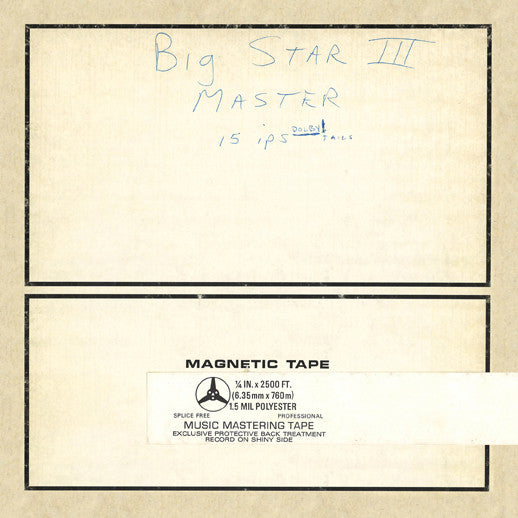 Big STAR III
MASTER
15 ips DOLBY TAILS
MAGNETIC TAPE
¼ IN. x 2500 FT.
(6.35mm x 760m)
1.5 MIL POLYESTER
SPLICE FREE PROFESSIONAL
MUSIC MASTERING TAPE
EXCLUSIVE PROTECTIVE BACK TREATMENT
RECORD ON SHINY SIDE